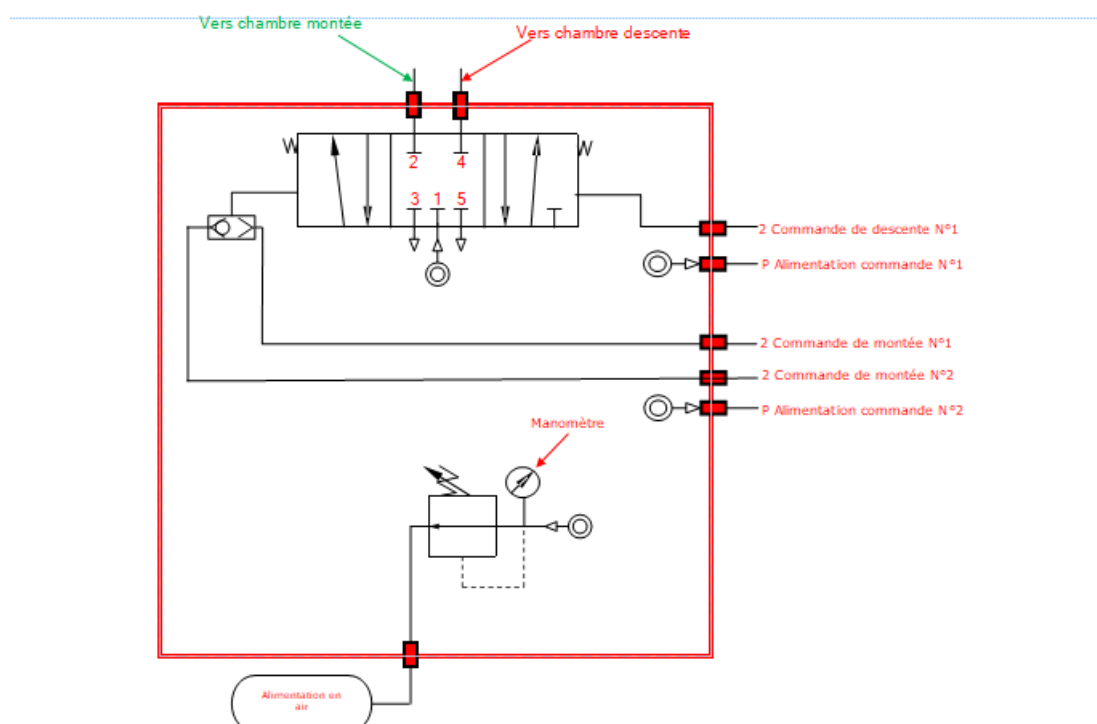 Vers chambre montée
Vers chambre descente
2 4
3 1 5
2 Commande de descente N°1
P Alimentation commande N°1
2 Commande de montée N°1
2 Commande de montée N°2
P Alimentation commande N°2
Manomètre
Alimentation en
air